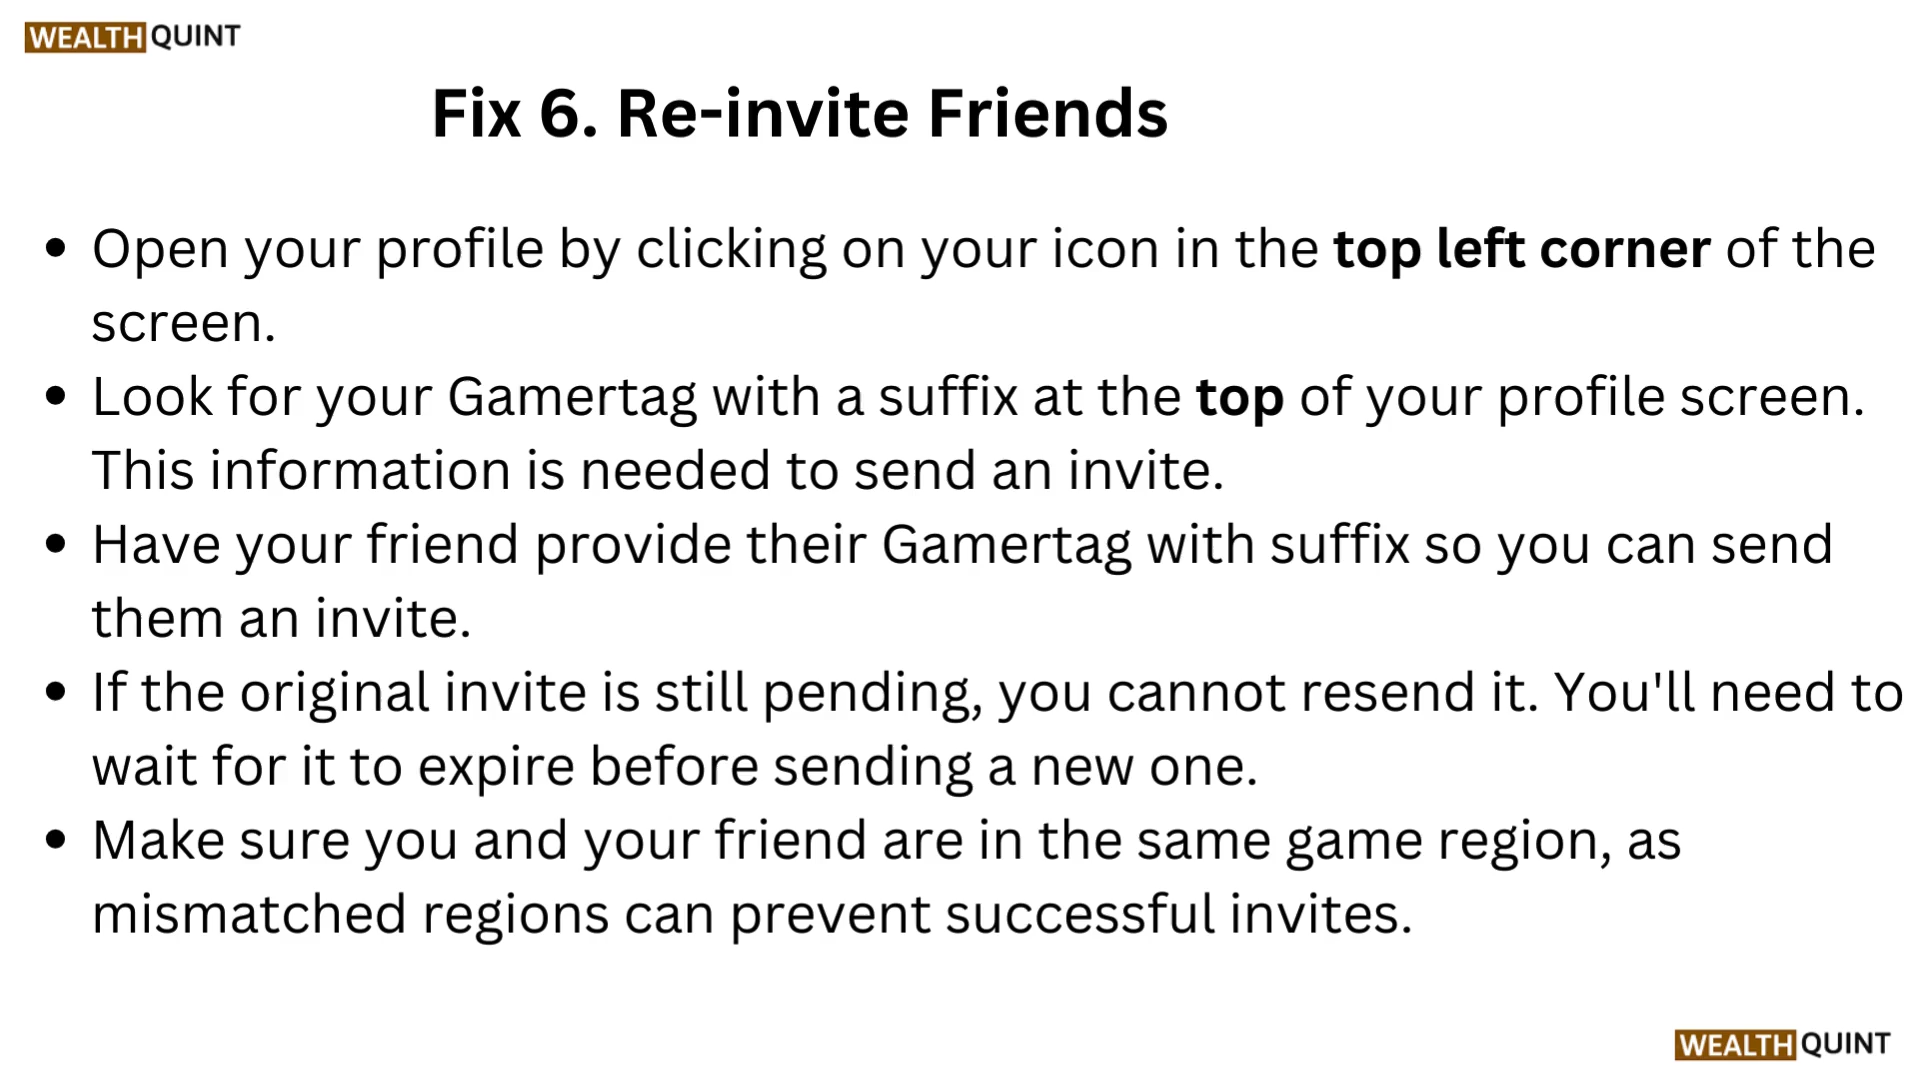 WEALTH QUINT
Fix 6. Re-invite Friends
• Open your profile by clicking on your icon in the top left corner of the
screen.
• Look for your Gamertag with a suffix at the top of your profile screen.
This information is needed to send an invite.
• Have your friend provide their Gamertag with suffix so you can send
them an invite.
• If the original invite is still pending, you cannot resend it. You'll need to
wait for it to expire before sending a new one.
• Make sure you and your friend are in the same game region, as
mismatched regions can prevent successful invites.
WEALTH QUINT